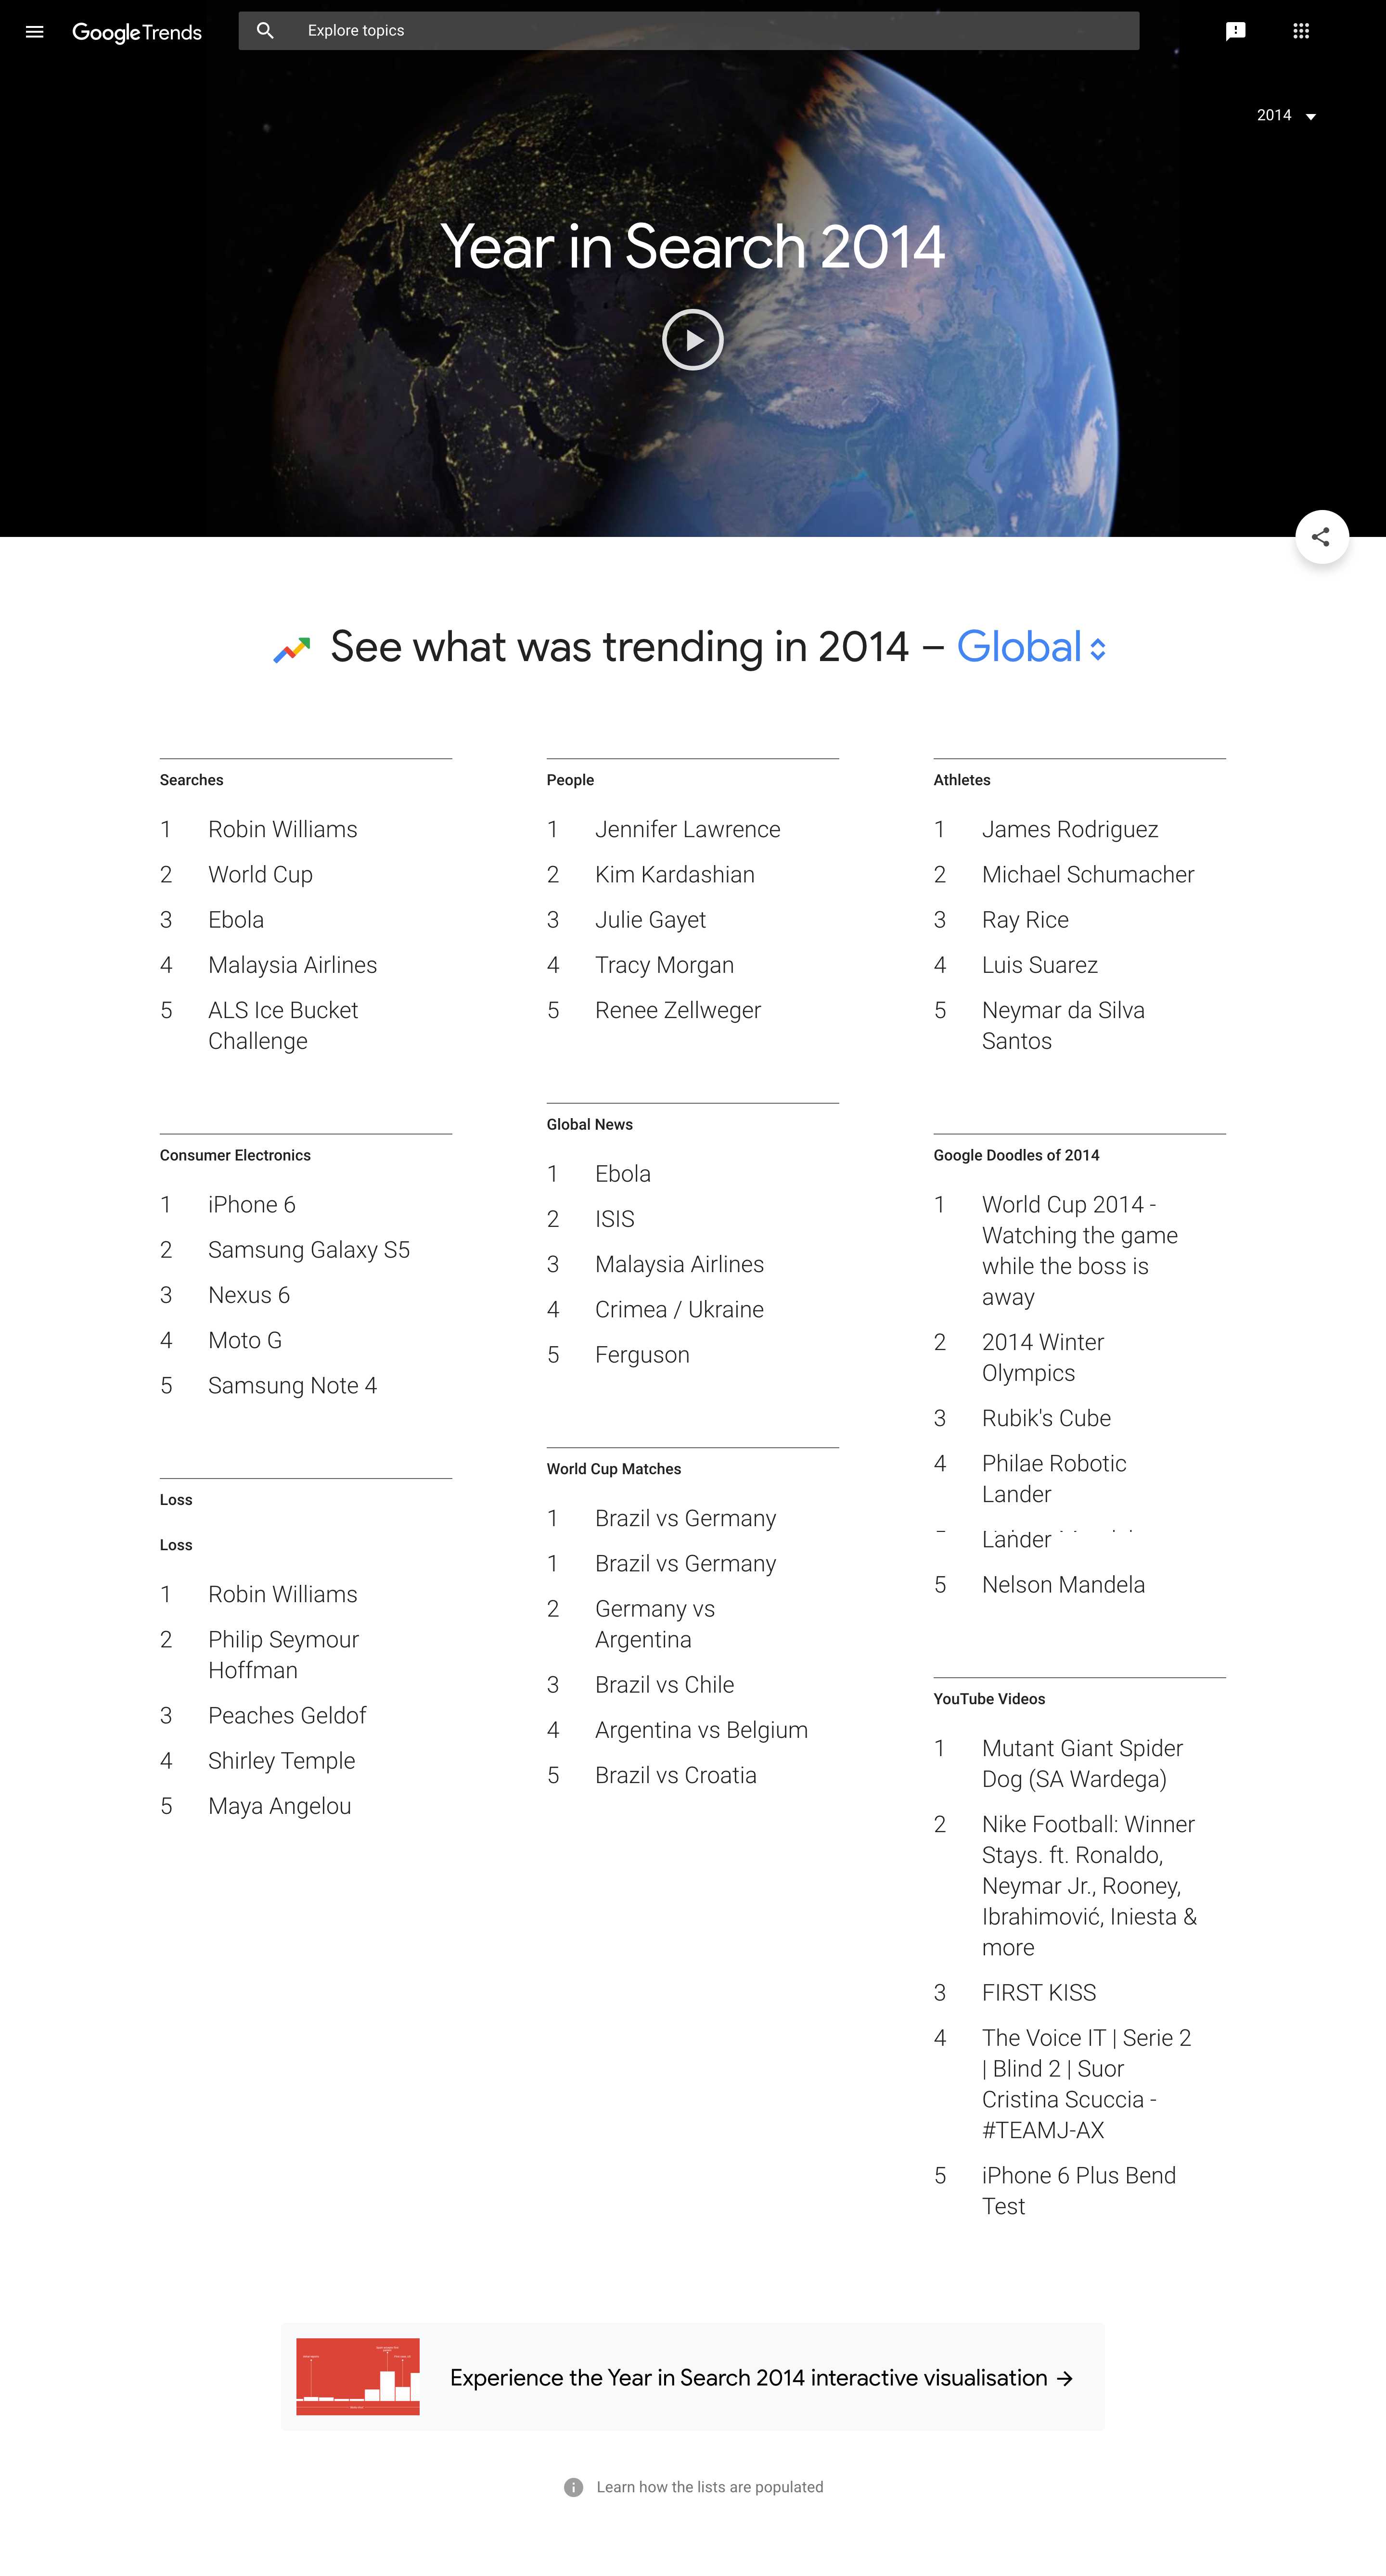 Google Trends
Explore topics
2014
Year in Search 2014
See what was trending in 2014 – Global
Searches
1 Robin Williams
2 World Cup
3 Ebola
4 Malaysia Airlines
5 ALS Ice Bucket
Challenge
Consumer Electronics
1 iPhone 6
2 Samsung Galaxy S5
3 Nexus 6
4 Moto G
5 Samsung Note 4
Loss
Loss
1 Robin Williams
2 Philip Seymour
Hoffman
3 Peaches Geldof
4 Shirley Temple
5 Maya Angelou
People
1 Jennifer Lawrence
2 Kim Kardashian
3 Julie Gayet
4 Tracy Morgan
5 Renee Zellweger
Global News
1 Ebola
2 ISIS
3 Malaysia Airlines
4 Crimea / Ukraine
5 Ferguson
World Cup Matches
1 Brazil vs Germany
1 Brazil vs Germany
2 Germany vs
Argentina
3 Brazil vs Chile
4 Argentina vs Belgium
5 Brazil vs Croatia
Athletes
1 James Rodriguez
2 Michael Schumacher
3 Ray Rice
4 Luis Suarez
5 Neymar da Silva
Santos
Google Doodles of 2014
1 World Cup 2014 -
Watching the game
while the boss is
away
2 2014 Winter
Olympics
3 Rubik's Cube
4 Philae Robotic
Lander
Lander
5 Nelson Mandela
YouTube Videos
1 Mutant Giant Spider
Dog (SA Wardega)
2 Nike Football: Winner
Stays. ft. Ronaldo,
Neymar Jr., Rooney,
Ibrahimović, Iniesta &
more
3 FIRST KISS
4 The Voice IT | Serie 2
| Blind 2 | Suor
Cristina Scuccia -
#TEAMJ-AX
5 iPhone 6 Plus Bend
Test
Experience the Year in Search 2014 interactive visualisation →
Learn how the lists are populated